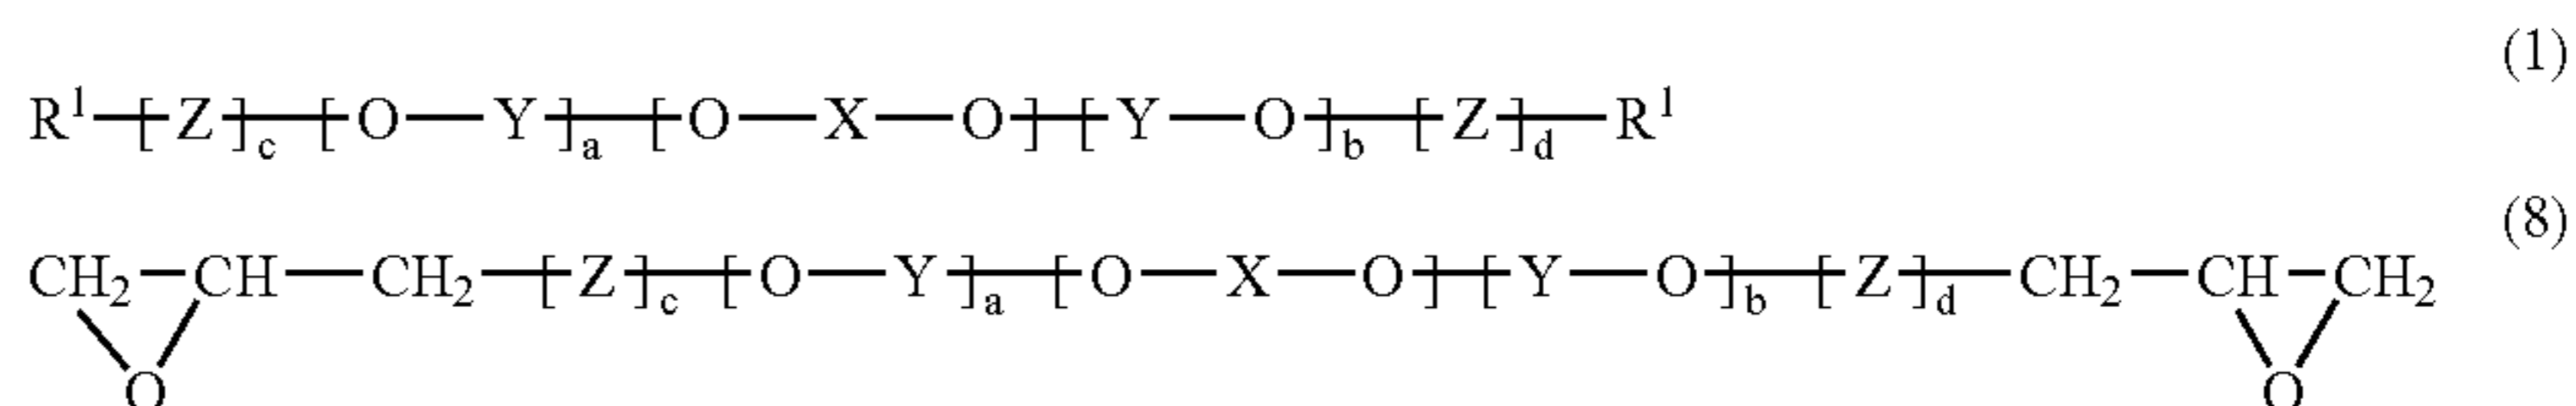 (1)
R¹—[Z]c—[O—Y]a—[O—X—O]—[Y—O]b—[Z]d—R¹
(8)
CH₂—CH—CH₂—[Z]c—[O—Y]a—[O—X—O]—[Y—O]b—[Z]d—CH₂—CH—CH₂
O O